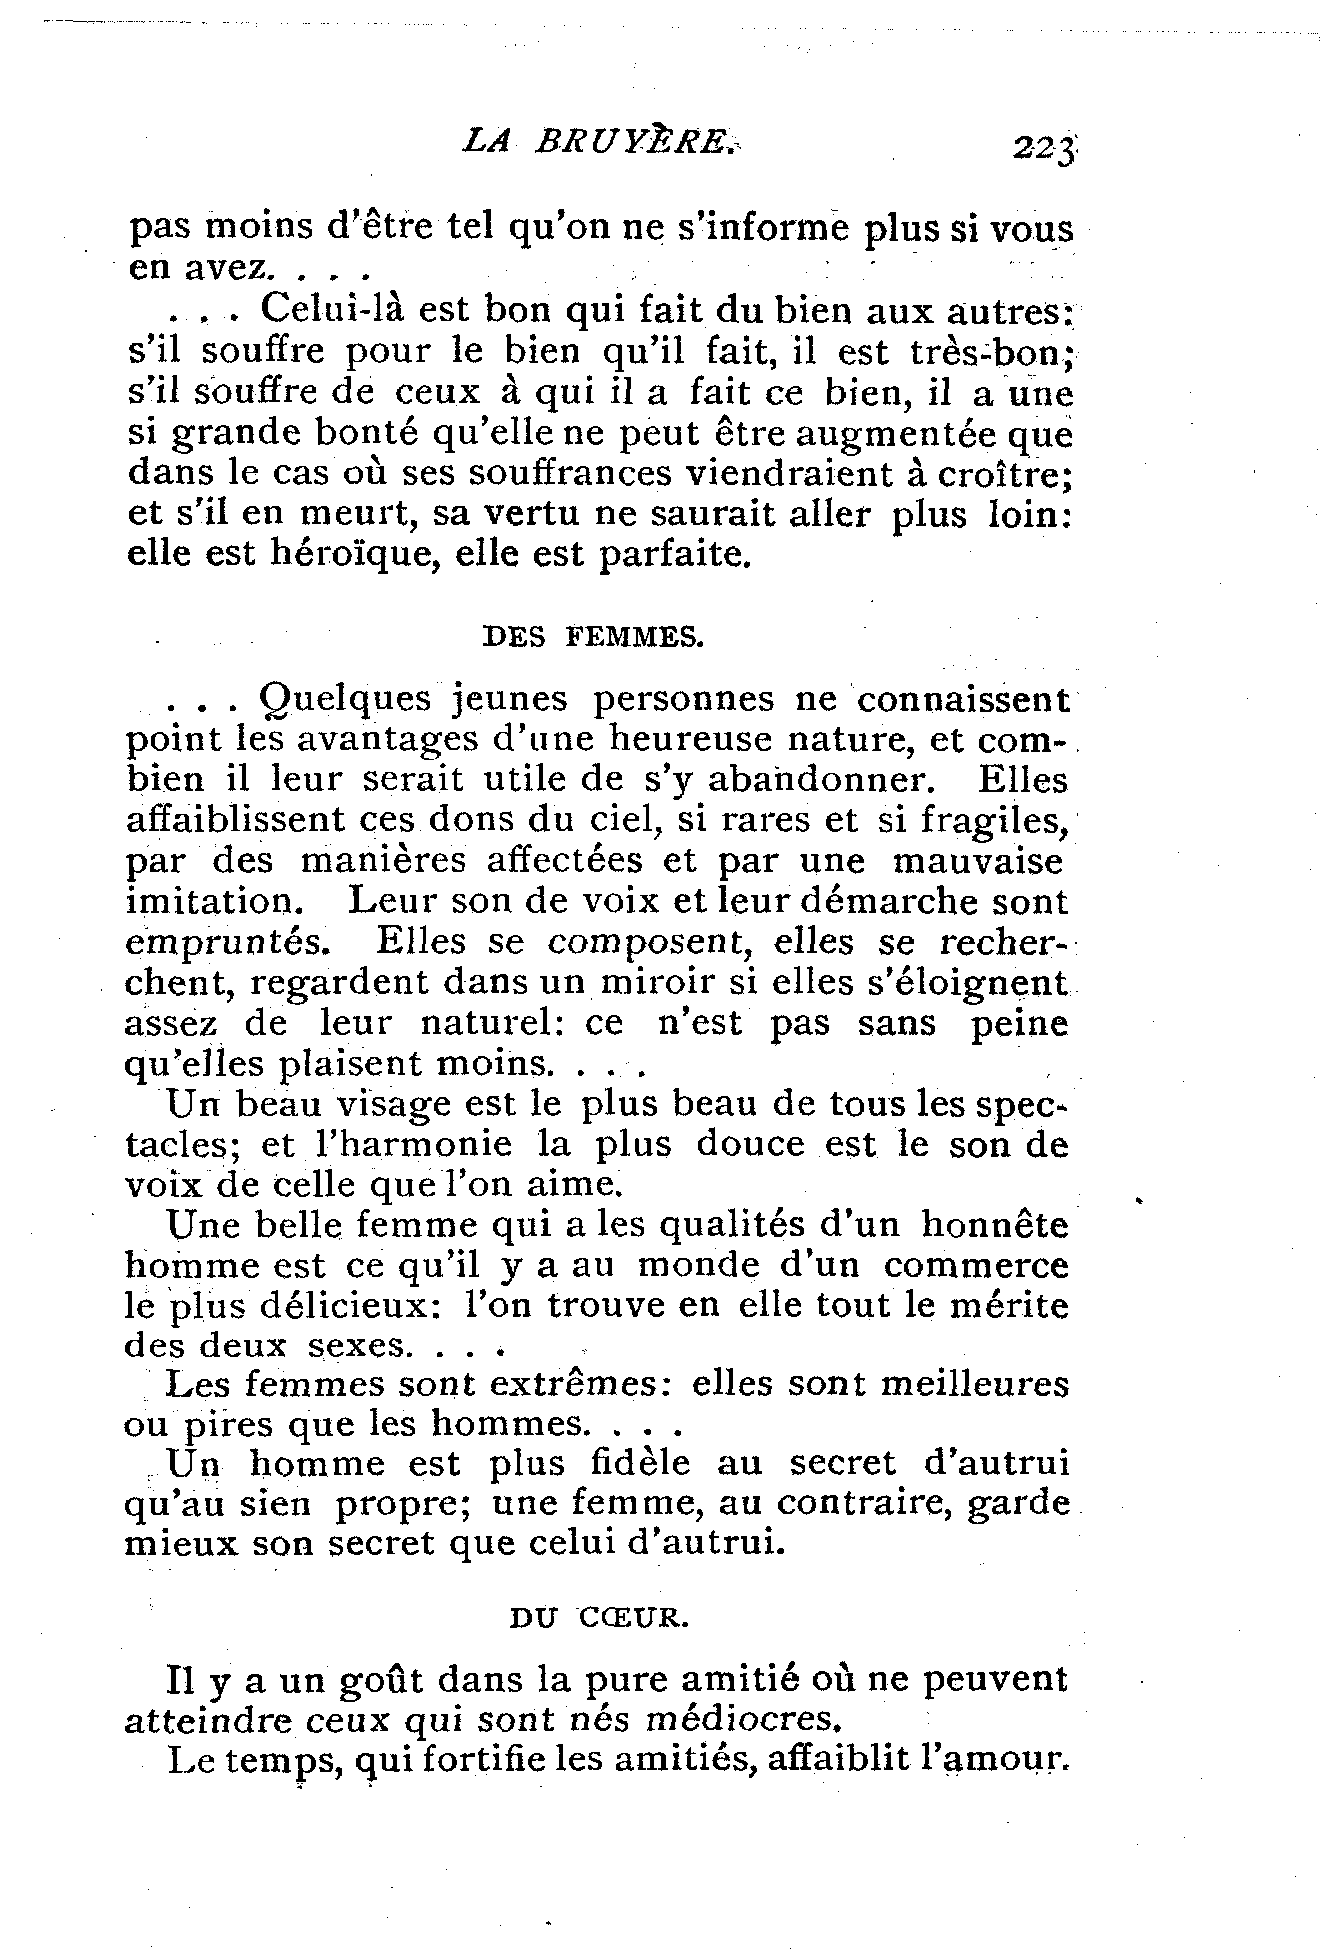 LA BRUYÈRE. 223
pas moins d'être tel qu'on ne s'informe plus si vous
en avez. . . .
. . . Celui-là est bon qui fait du bien aux autres:
s'il souffre pour le bien qu'il fait, il est très-bon;
s'il souffre de ceux à qui il a fait ce bien, il a une
si grande bonté qu'elle ne peut être augmentée que
dans le cas où ses souffrances viendraient à croître;
et s'il en meurt, sa vertu ne saurait aller plus loin:
elle est héroïque, elle est parfaite.
DES FEMMES.
. . . Quelques jeunes personnes ne connaissent
point les avantages d'une heureuse nature, et com-
bien il leur serait utile de s'y abandonner. Elles
affaiblissent ces dons du ciel, si rares et si fragiles,
par des manières affectées et par une mauvaise
imitation. Leur son de voix et leur démarche sont
empruntés. Elles se composent, elles se recher-
chent, regardent dans un miroir si elles s'éloignent
assez de leur naturel: ce n'est pas sans peine
qu'elles plaisent moins. . . .
Un beau visage est le plus beau de tous les spec-
tacles; et l'harmonie la plus douce est le son de
voix de celle que l'on aime.
Une belle femme qui a les qualités d'un honnête
homme est ce qu'il y a au monde d'un commerce
le plus délicieux: l'on trouve en elle tout le mérite
des deux sexes. . . .
Les femmes sont extrêmes: elles sont meilleures
ou pires que les hommes. . . .
Un homme est plus fidèle au secret d'autrui
qu'au sien propre; une femme, au contraire, garde
mieux son secret que celui d'autrui.
DU CŒUR.
Il y a un goût dans la pure amitié où ne peuvent
atteindre ceux qui sont nés médiocres.
Le temps, qui fortifie les amitiés, affaiblit l'amour.